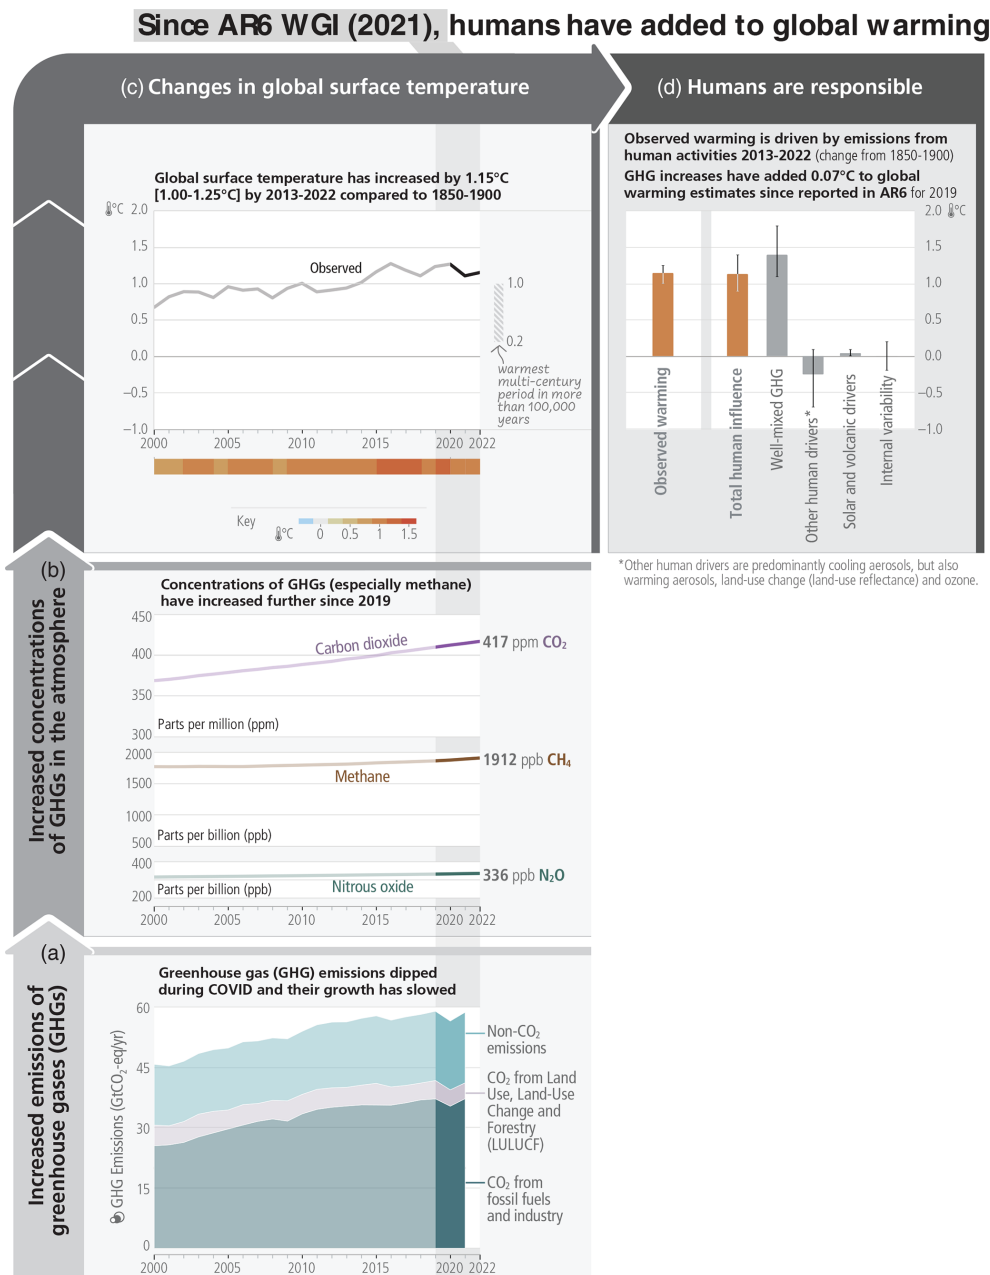 Since AR6 WGI (2021), humans have added to global warming
(c) Changes in global surface temperature
Global surface temperature has increased by 1.15°C
[1.00-1.25°C] by 2013-2022 compared to 1850-1900
°C
2.0
1.5
1.0
0.5
0.0
−0.5
−1.0
Observed
1.0
0.2
warmest
multi-century
period in more
than 100,000
years
2000 2005 2010 2015 2020 2022
Key
°C 0 0.5 1 1.5
(d) Humans are responsible
Observed warming is driven by emissions from
human activities 2013-2022 (change from 1850-1900)
GHG increases have added 0.07°C to global
warming estimates since reported in AR6 for 2019
2.0 °C
1.5
1.0
0.5
0.0
−0.5
−1.0
Observed warming
Total human influence
Well-mixed GHG
Other human drivers*
Solar and volcanic drivers
Internal variability
*Other human drivers are predominantly cooling aerosols, but also
warming aerosols, land-use change (land-use reflectance) and ozone.
(b)
Increased concentrations
of GHGs in the atmosphere
Concentrations of GHGs (especially methane)
have increased further since 2019
450
400
350
300
Carbon dioxide
417 ppm CO₂
Parts per million (ppm)
2000
1500
1000
500
Methane
1912 ppb CH₄
Parts per billion (ppb)
400
200
336 ppb N₂O
Nitrous oxide
Parts per billion (ppb)
2000 2005 2010 2015 2020 2022
(a)
Increased emissions of
greenhouse gases (GHGs)
Greenhouse gas (GHG) emissions dipped
during COVID and their growth has slowed
GHG Emissions (GtCO₂-eq/yr)
60
45
30
15
0
Non-CO₂
emissions
CO₂ from Land
Use, Land-Use
Change and
Forestry
(LULUCF)
CO₂ from
fossil fuels
and industry
2000 2005 2010 2015 2020 2022